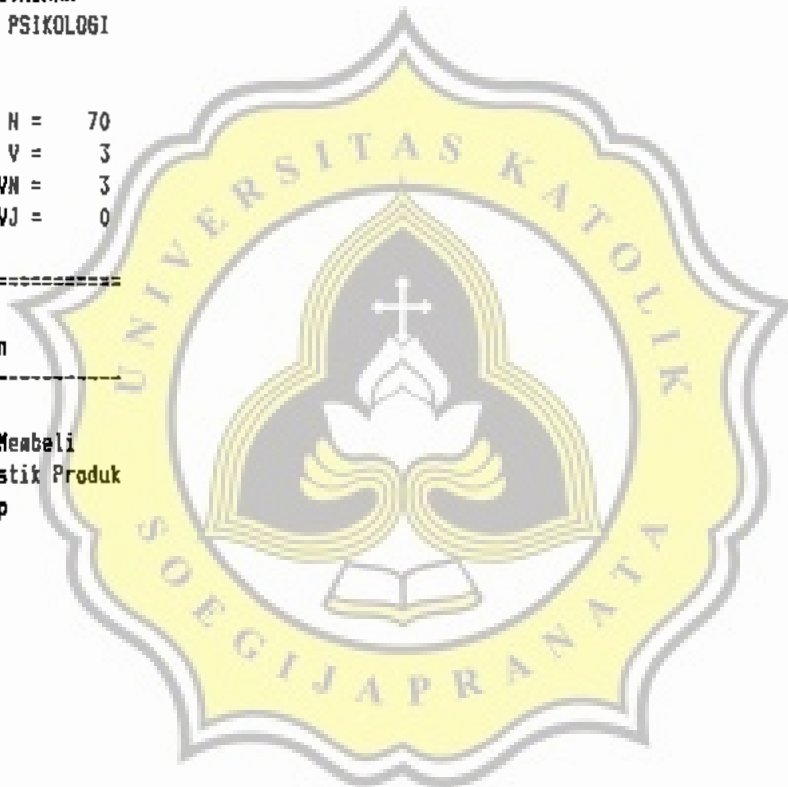 PSIKOLOGI
N = 70
V = 3
VN = 3
VJ = 0
===========
n
-----------
Membeli
stik Produk
p
UNIVERSITAS KATOLIK
SOEGIJAPRANATA